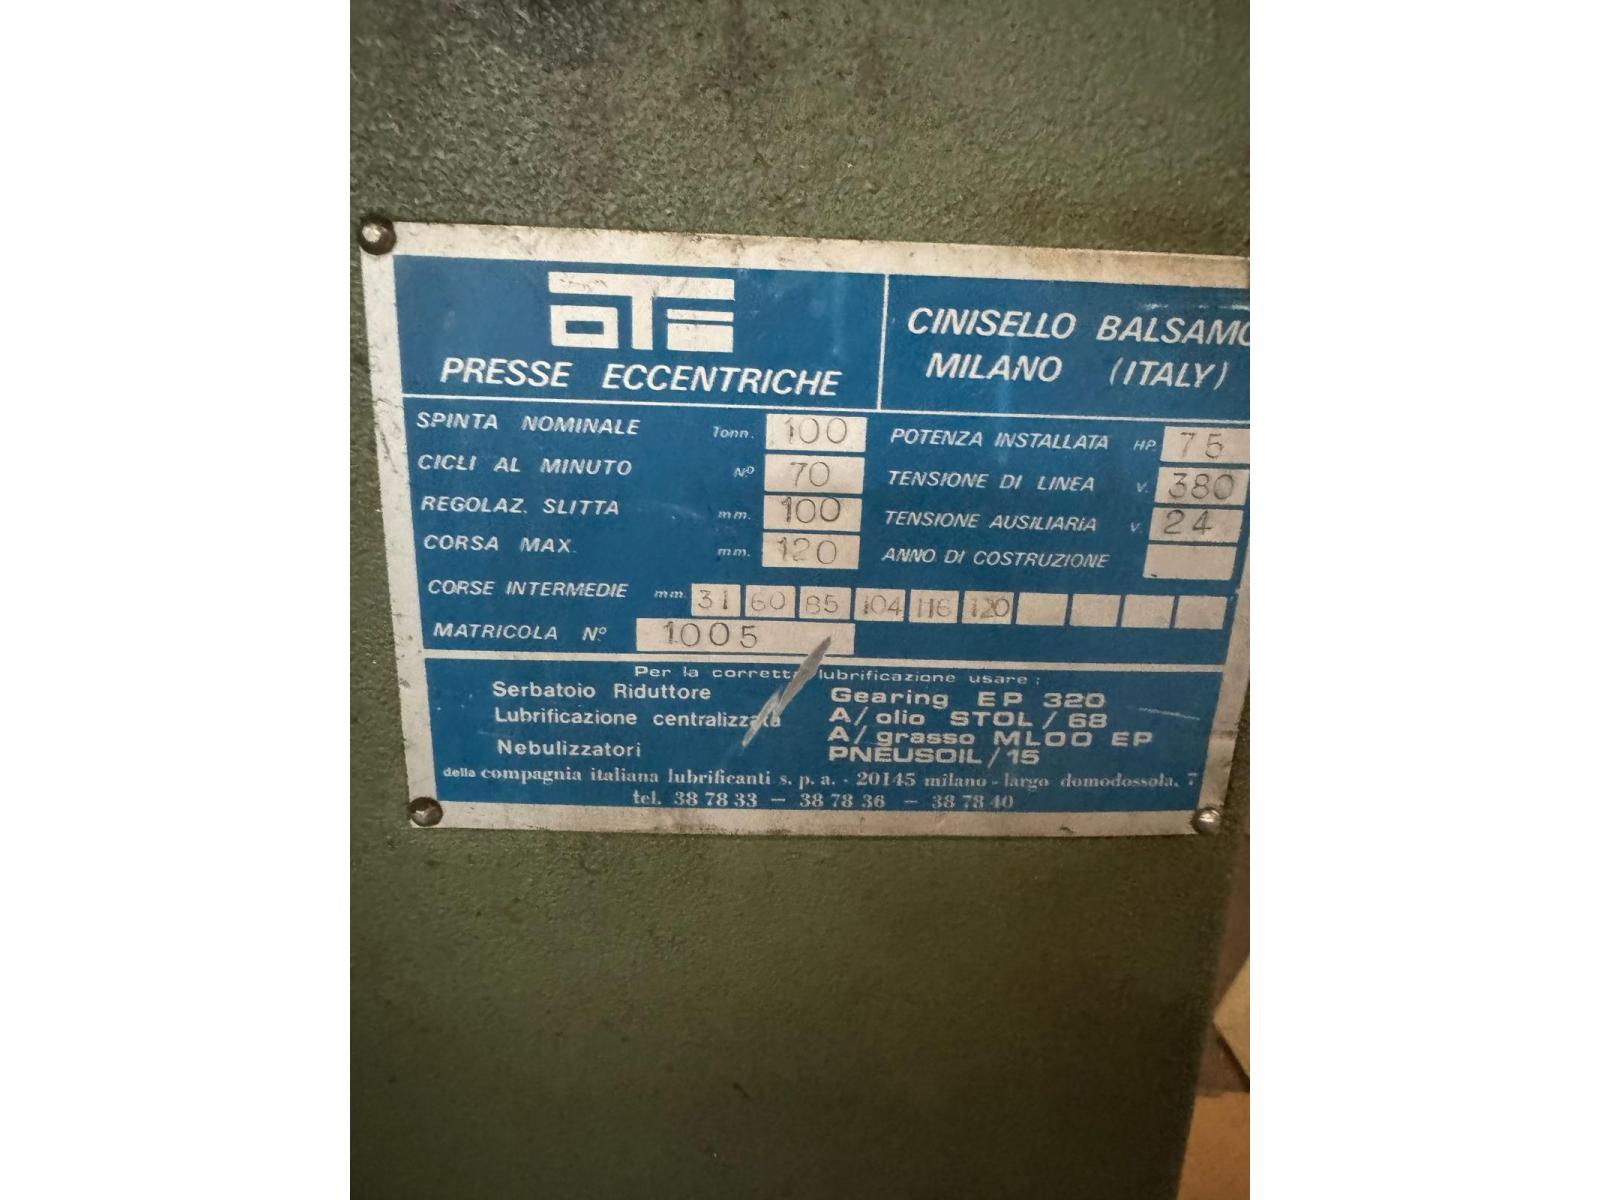 OTE
PRESSE ECCENTRICHE
CINISELLO BALSAMO
MILANO (ITALY)
SPINTA NOMINALE Tonn. 100
CICLI AL MINUTO N.º 70
REGOLAZ. SLITTA mm. 100
CORSA MAX. mm. 120
POTENZA INSTALLATA HP. 75
TENSIONE DI LINEA V. 380
TENSIONE AUSILIARIA V. 24
ANNO DI COSTRUZIONE
CORSE INTERMEDIE mm. 31 60 85 104 116 120
MATRICOLA N.º 1005
Per la corretta lubrificazione usare :
Serbatoio Riduttore Gearing EP 320
Lubrificazione centralizzata A/ olio STOL / 68
A/ grasso MLOO EP
Nebulizzatori PNEUSOIL / 15
della compagnia italiana lubrificanti s. p. a. - 20145 milano - largo domodossola, 7
tel. 38 78 33 – 38 78 36 – 38 78 40